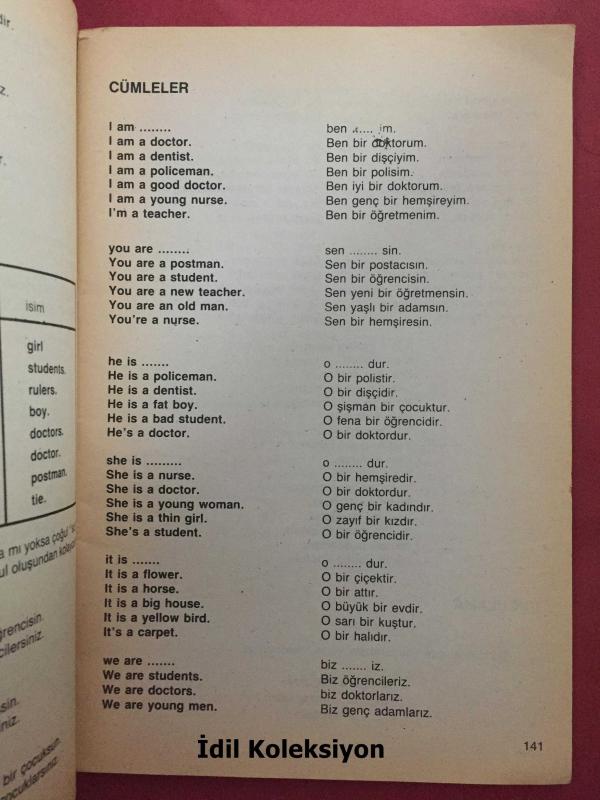 CÜMLELER
I am ........
I am a doctor.
I am a dentist.
I am a policeman.
I am a good doctor.
I am a young nurse.
I'm a teacher.
ben ........ im.
Ben bir doktorum.
Ben bir dişçiyim.
Ben bir polisim.
Ben iyi bir doktorum.
Ben genç bir hemşireyim.
Ben bir öğretmenim.
you are ........
You are a postman.
You are a student.
You are a new teacher.
You are an old man.
You're a nurse.
sen ........ sin.
Sen bir postacısın.
Sen bir öğrencisin.
Sen yeni bir öğretmensin.
Sen yaşlı bir adamsın.
Sen bir hemşiresin.
he is .......
He is a policeman.
He is a dentist.
He is a fat boy.
He is a bad student.
He's a doctor.
o ........ dur.
O bir polistir.
O bir dişçidir.
O şişman bir çocuktur.
O fena bir öğrencidir.
O bir doktordur.
she is .........
She is a nurse.
She is a doctor.
She is a young woman.
She is a thin girl.
She's a student.
o ........ dur.
O bir hemşiredir.
O bir doktordur.
O genç bir kadındır.
O zayıf bir kızdır.
O bir öğrencidir.
it is .......
It is a flower.
It is a horse.
It is a big house.
It is a yellow bird.
It's a carpet.
o ........ dur.
O bir çiçektir.
O bir attır.
O büyük bir evdir.
O sarı bir kuştur.
O bir halıdır.
we are .......
We are students.
We are doctors.
We are young men.
biz ....... iz.
Biz öğrencileriz.
biz doktorlarız.
Biz genç adamlarız.
141
isim
girl
students.
rulers.
boy.
doctors.
doctor.
postman.
tie.
mı yoksa çoğul
oluşundan
bir çocuksun.
İdil Koleksiyon